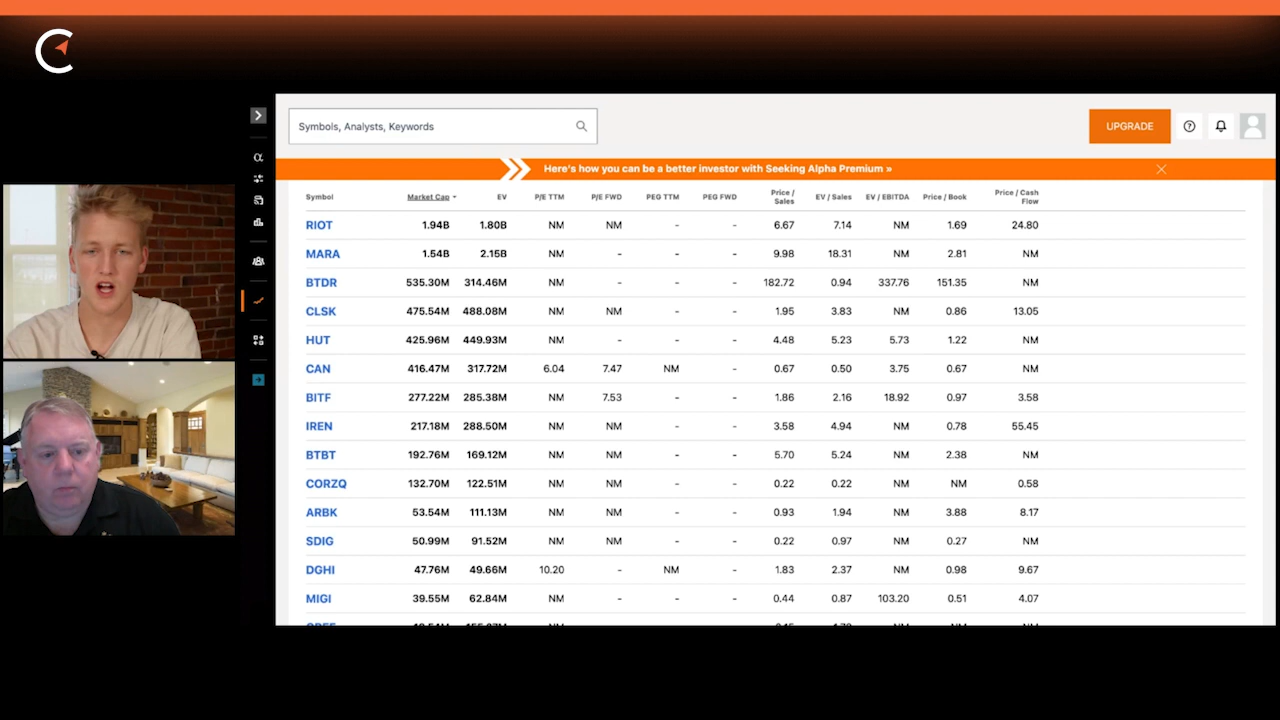 Symbols, Analysts, Keywords
UPGRADE
Here's how you can be a better investor with Seeking Alpha Premium »
Symbol Market Cap EV P/E TTM P/E FWD PEG TTM PEG FWD Price / Sales EV / Sales EV / EBITDA Price / Book Price / Cash Flow
RIOT 1.94B 1.80B NM NM - - 6.67 7.14 NM 1.69 24.80
MARA 1.54B 2.15B NM - - - 9.98 18.31 NM 2.81 NM
BTDR 535.30M 314.46M NM - - - 182.72 0.94 337.76 151.35 NM
CLSK 475.54M 488.08M NM NM - - 1.95 3.83 NM 0.86 13.05
HUT 425.96M 449.93M NM - - - 4.48 5.23 5.73 1.22 NM
CAN 416.47M 317.72M 6.04 7.47 NM - 0.67 0.50 3.75 0.67 NM
BITF 277.22M 285.38M NM 7.53 - - 1.86 2.16 18.92 0.97 3.58
IREN 217.18M 288.50M NM NM - - 3.58 4.94 NM 0.78 55.45
BTBT 192.76M 169.12M NM NM - - 5.70 5.24 NM 2.38 NM
CORZQ 132.70M 122.51M NM NM - - 0.22 0.22 NM NM 0.58
ARBK 53.54M 111.13M NM NM - - 0.93 1.94 NM 3.88 8.17
SDIG 50.99M 91.52M NM NM - - 0.22 0.97 NM 0.27 NM
DGHI 47.76M 49.66M 10.20 - NM - 1.83 2.37 NM 0.98 9.67
MIGI 39.55M 62.84M NM - - - 0.44 0.87 103.20 0.51 4.07